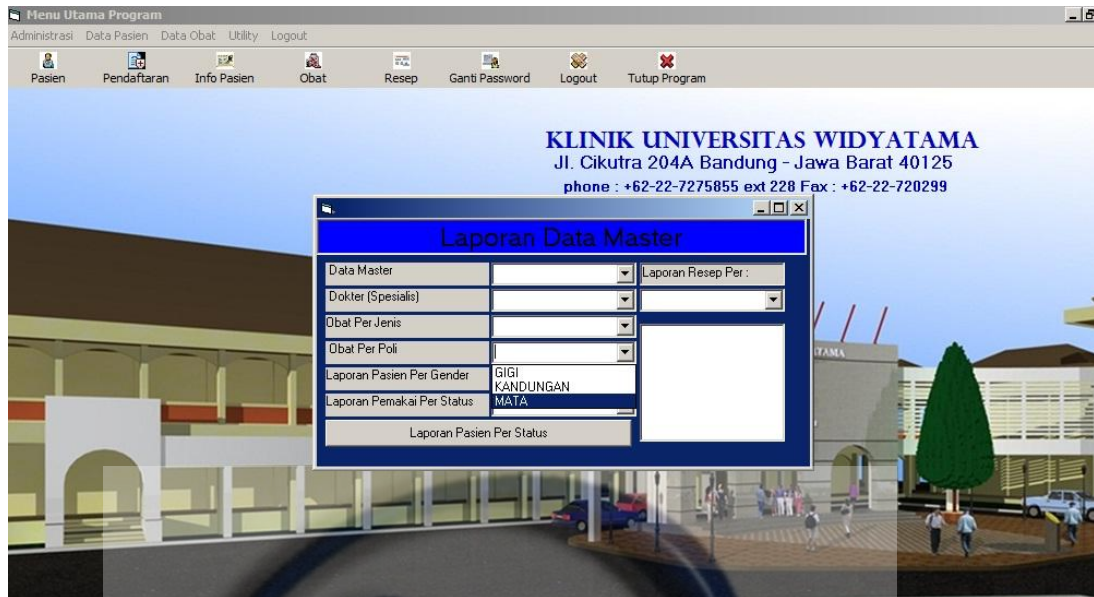 Menu Utama Program
Administrasi Data Pasien Data Obat Utility Logout
Pasien Pendaftaran Info Pasien Obat Resep Ganti Password Logout Tutup Program
KLINIK UNIVERSITAS WIDYATAMA
Jl. Cikutra 204A Bandung - Jawa Barat 40125
phone : +62-22-7275855 ext 228 Fax : +62-22-720299
Laporan Data Master
Data Master
Laporan Resep Per :
Dokter (Spesialis)
Obat Per Jenis
Obat Per Poli
GIGI
KANDUNGAN
MATA
Laporan Pasien Per Gender
Laporan Pemakai Per Status
Laporan Pasien Per Status
TAMA